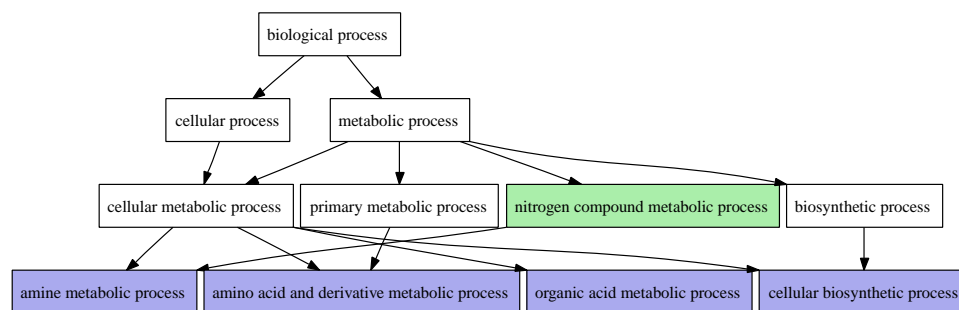 biological process
cellular process
metabolic process
cellular metabolic process
primary metabolic process
nitrogen compound metabolic process
biosynthetic process
amine metabolic process
amino acid and derivative metabolic process
organic acid metabolic process
cellular biosynthetic process